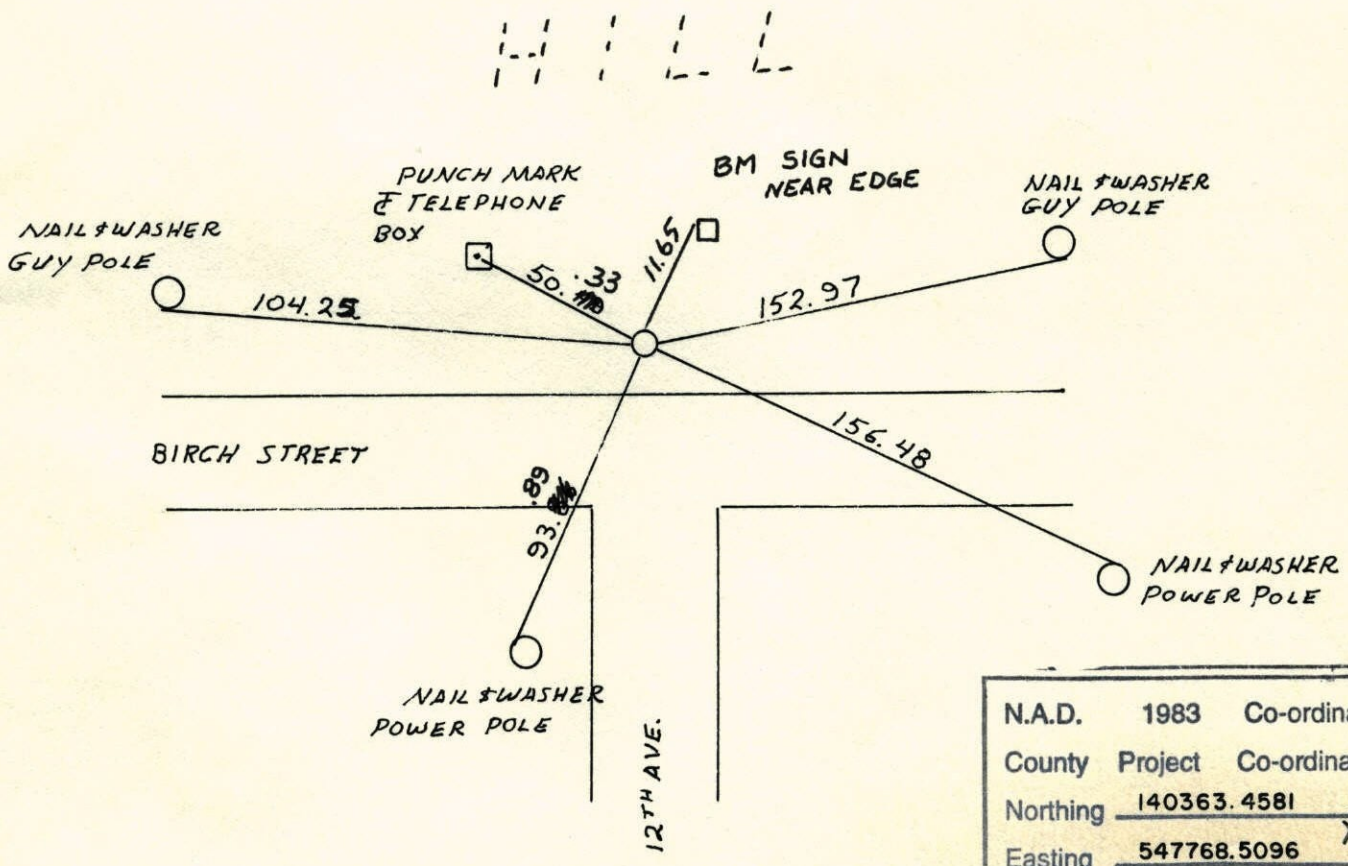 HILL
PUNCH MARK
℄ TELEPHONE
BOX
BM SIGN
NEAR EDGE
NAIL & WASHER
GUY POLE
NAIL & WASHER
GUY POLE
104.25
50.33
11.65
152.97
BIRCH STREET
156.48
93.89
NAIL & WASHER
POWER POLE
NAIL & WASHER
POWER POLE
12TH AVE.
N.A.D. 1983 Co-ordina
County Project Co-ordina
Northing 140363.4581
Easting 547768.5096